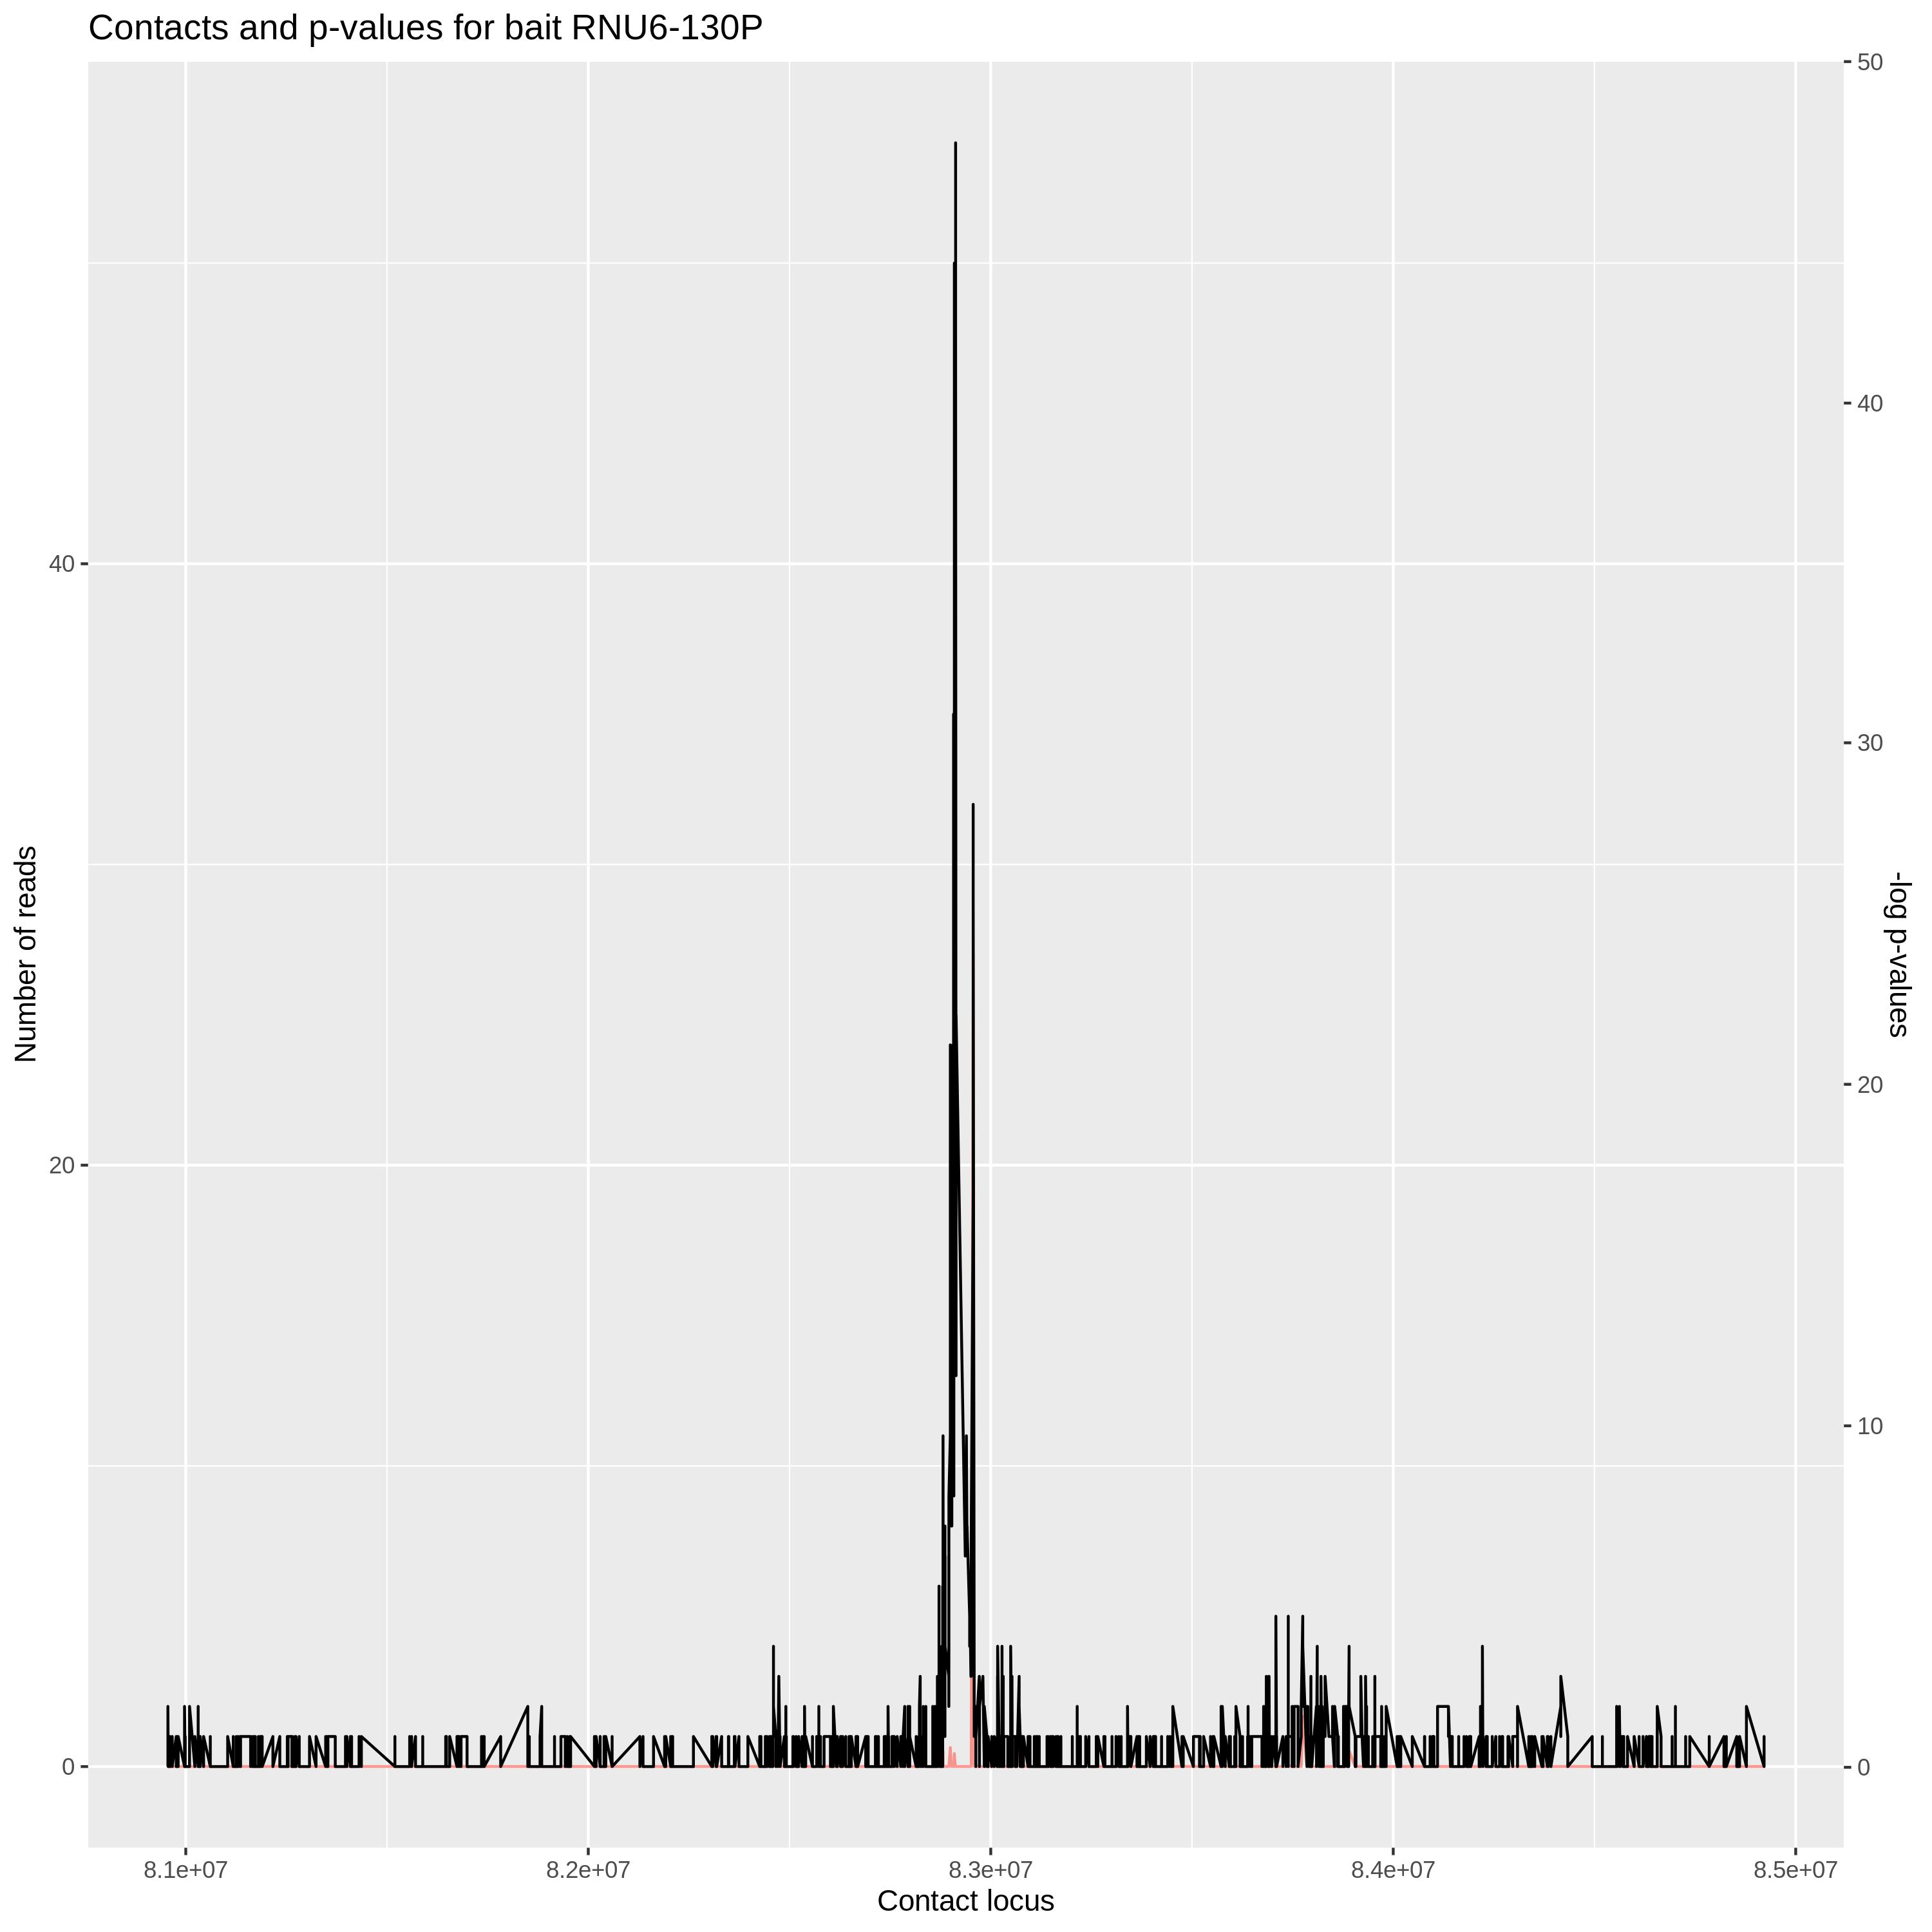 Contacts and p-values for bait RNU6-130P
50
40
40
30
20
20
10
0
0
Number of reads
-log p-values
8.1e+07 8.2e+07 8.3e+07 8.4e+07 8.5e+07
Contact locus